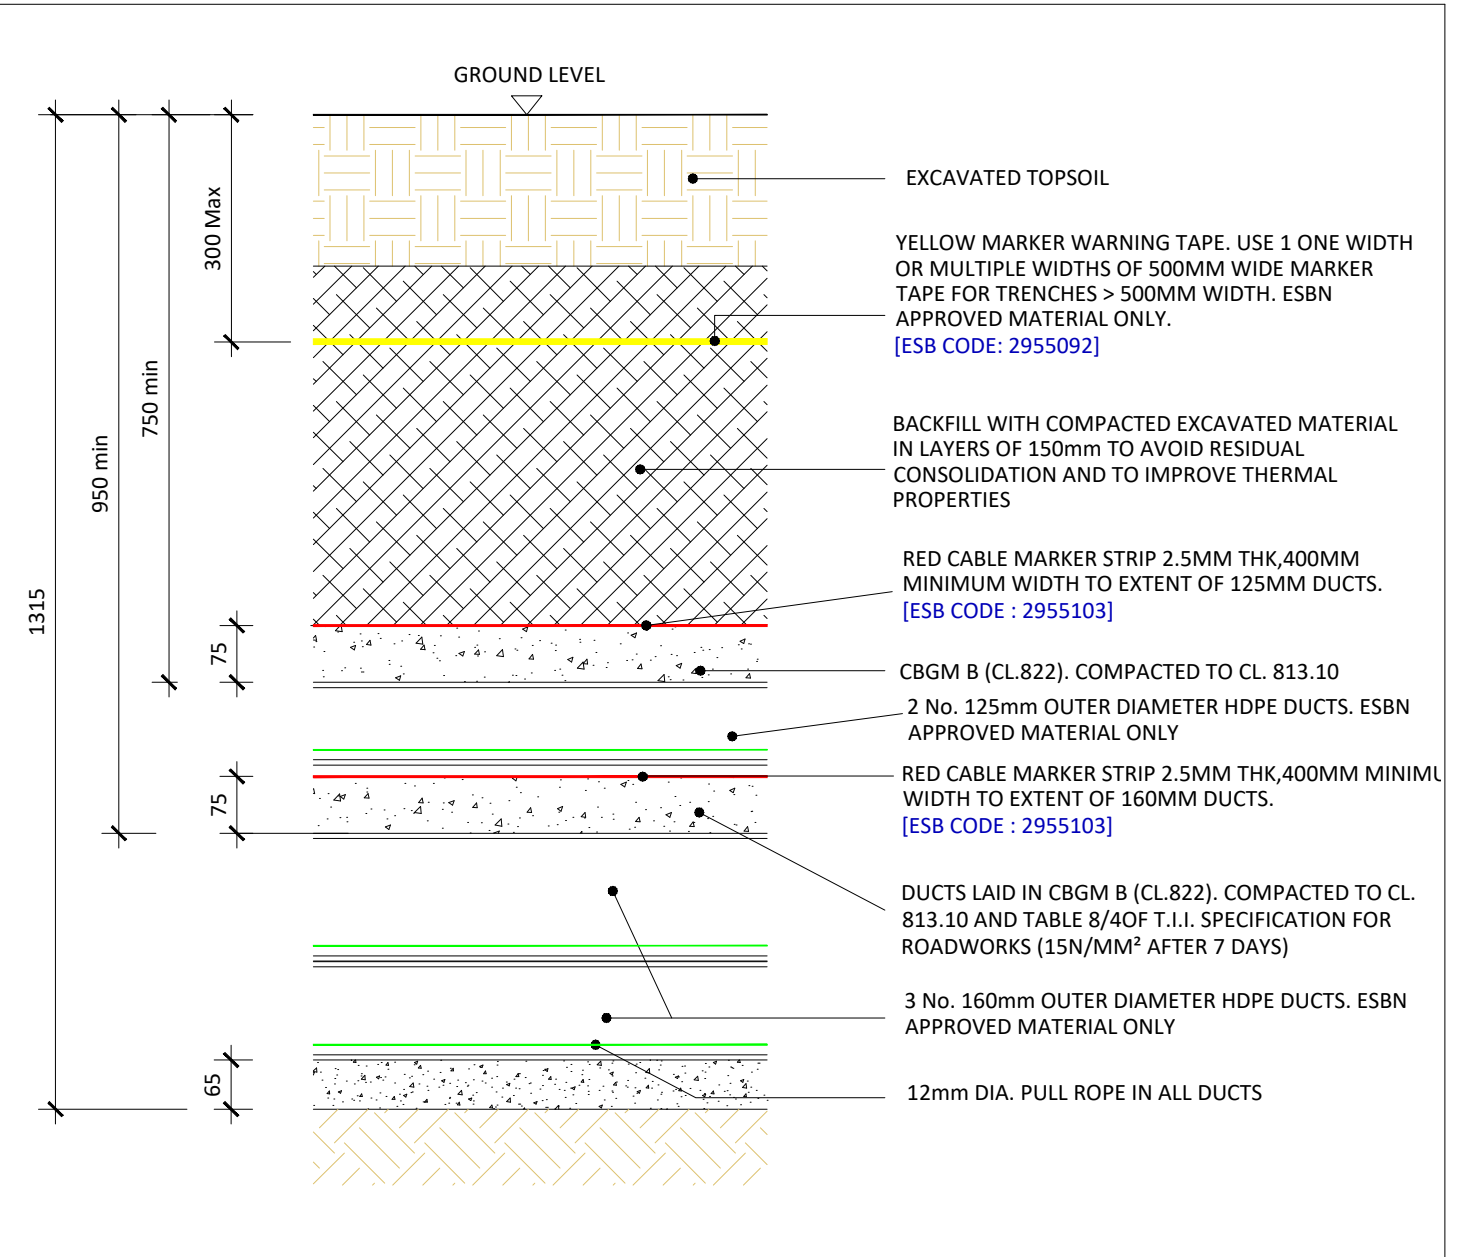 GROUND LEVEL
EXCAVATED TOPSOIL
YELLOW MARKER WARNING TAPE. USE 1 ONE WIDTH
OR MULTIPLE WIDTHS OF 500MM WIDE MARKER
TAPE FOR TRENCHES > 500MM WIDTH. ESBN
APPROVED MATERIAL ONLY.
[ESB CODE: 2955092]
BACKFILL WITH COMPACTED EXCAVATED MATERIAL
IN LAYERS OF 150mm TO AVOID RESIDUAL
CONSOLIDATION AND TO IMPROVE THERMAL
PROPERTIES
RED CABLE MARKER STRIP 2.5MM THK,400MM
MINIMUM WIDTH TO EXTENT OF 125MM DUCTS.
[ESB CODE : 2955103]
CBGM B (CL.822). COMPACTED TO CL. 813.10
2 No. 125mm OUTER DIAMETER HDPE DUCTS. ESBN
APPROVED MATERIAL ONLY
RED CABLE MARKER STRIP 2.5MM THK,400MM MINIMU
WIDTH TO EXTENT OF 160MM DUCTS.
[ESB CODE : 2955103]
DUCTS LAID IN CBGM B (CL.822). COMPACTED TO CL.
813.10 AND TABLE 8/4OF T.I.I. SPECIFICATION FOR
ROADWORKS (15N/MM² AFTER 7 DAYS)
3 No. 160mm OUTER DIAMETER HDPE DUCTS. ESBN
APPROVED MATERIAL ONLY
12mm DIA. PULL ROPE IN ALL DUCTS
1315
950 min
750 min
300 Max
75
75
65